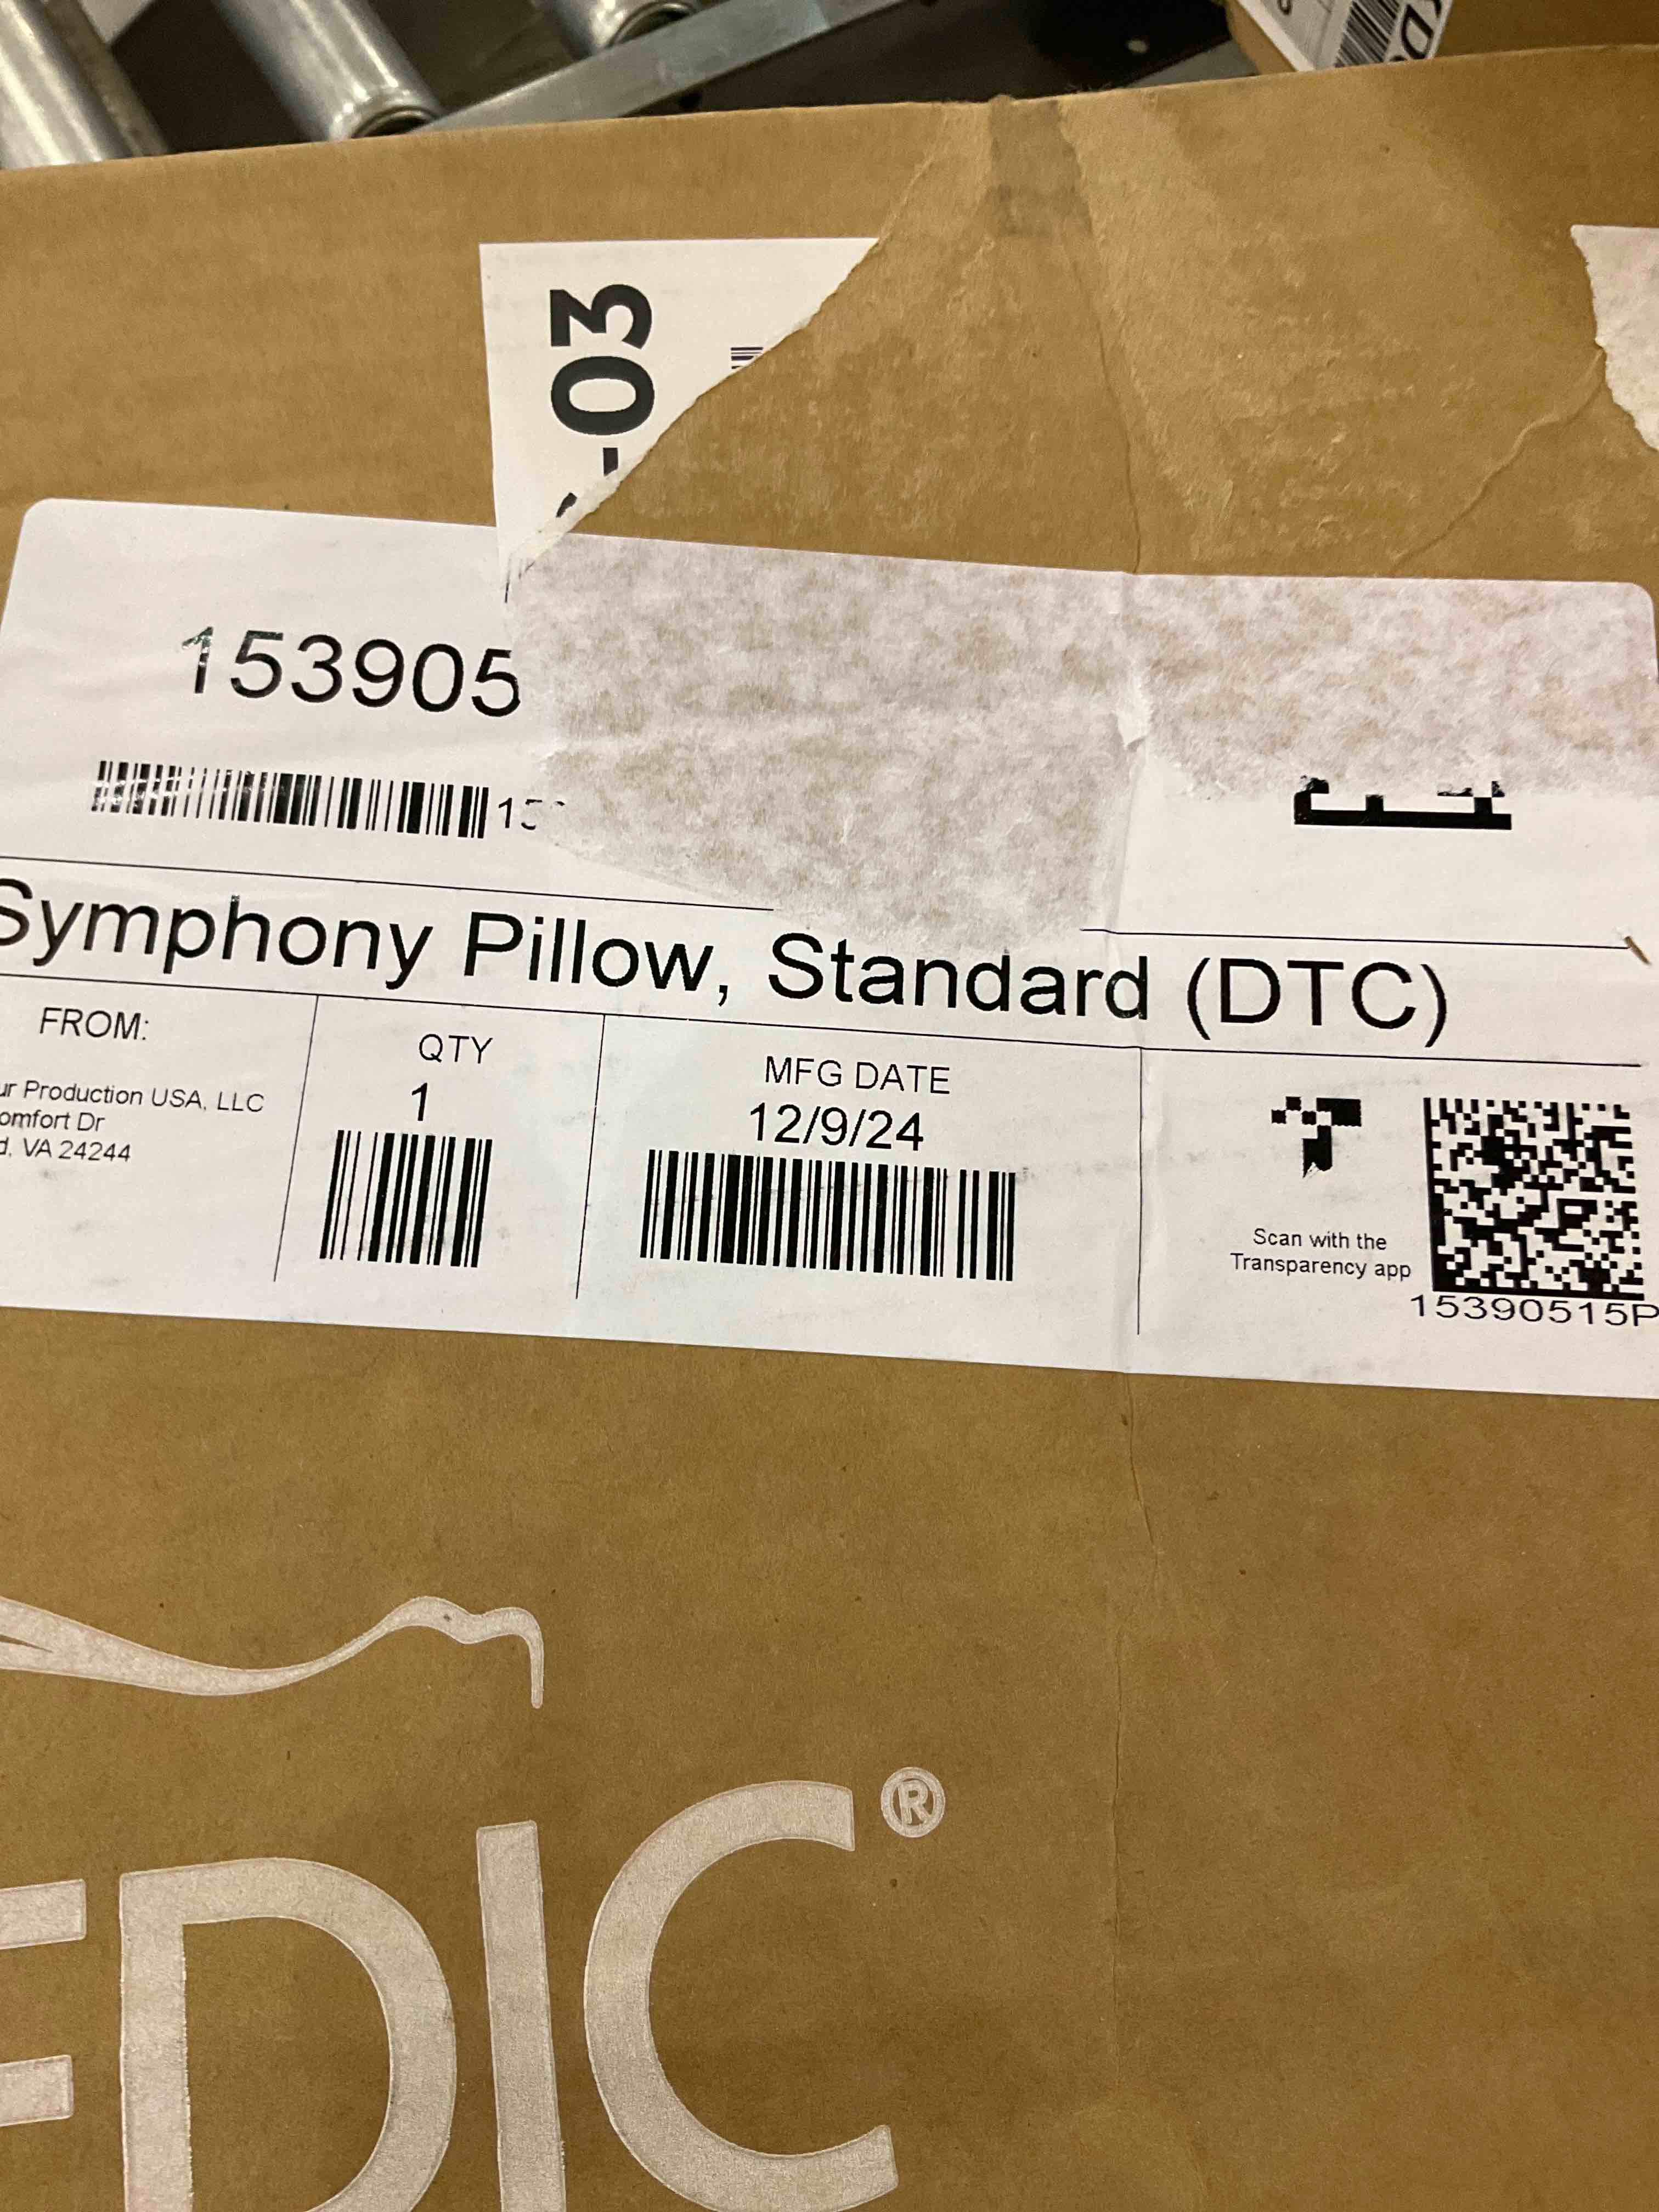 -03
153905
Symphony Pillow, Standard (DTC)
FROM:
ur Production USA, LLC
omfort Dr
d, VA 24244
QTY
1
MFG DATE
12/9/24
Scan with the
Transparency app
15390515P
EDIC®